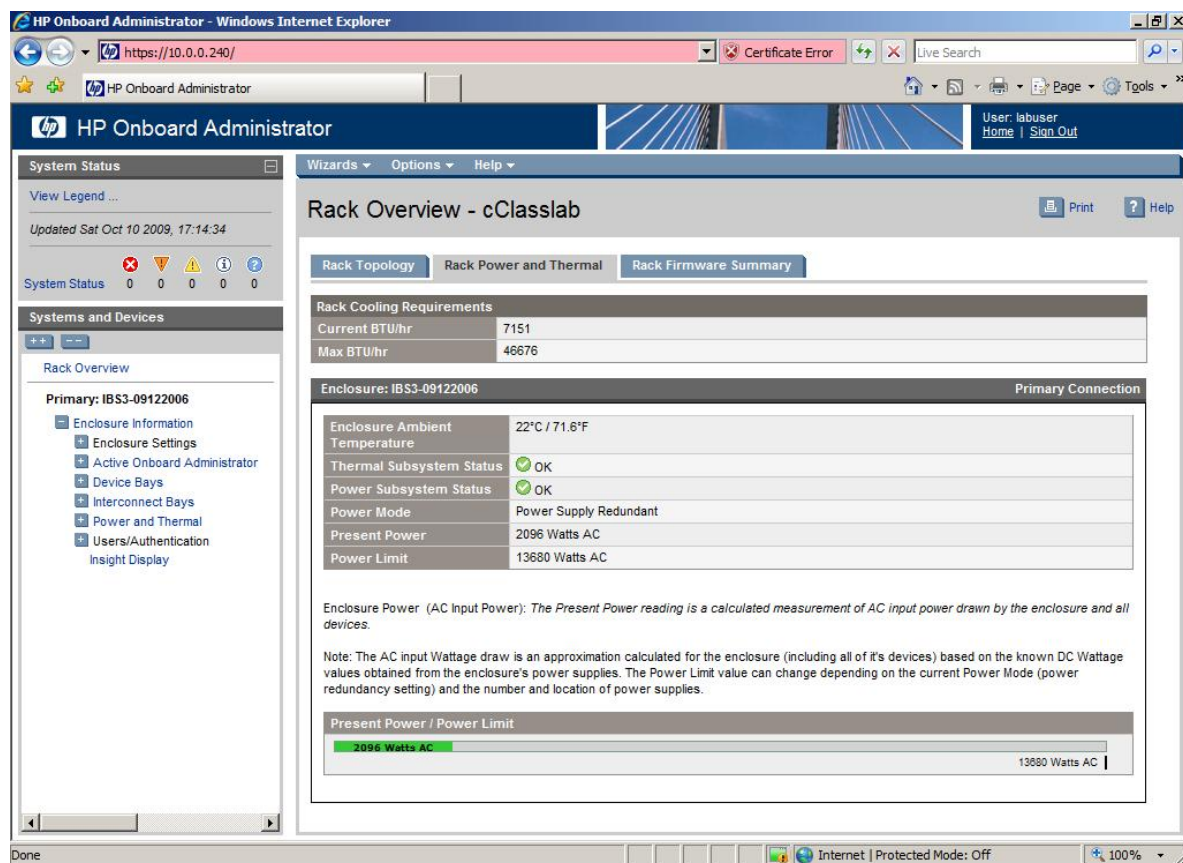 HP Onboard Administrator - Windows Internet Explorer
https://10.0.0.240/
Certificate Error
Live Search
HP Onboard Administrator
Page
Tools
hp HP Onboard Administrator
User: labuser
Home | Sign Out
System Status
View Legend ...
Updated Sat Oct 10 2009, 17:14:34
System Status 0 0 0 0 0
Systems and Devices
Rack Overview
Primary: IBS3-09122006
Enclosure Information
Enclosure Settings
Active Onboard Administrator
Device Bays
Interconnect Bays
Power and Thermal
Users/Authentication
Insight Display
Wizards Options Help
Rack Overview - cClasslab
Print
Help
Rack Topology
Rack Power and Thermal
Rack Firmware Summary
Rack Cooling Requirements
Current BTU/hr 7151
Max BTU/hr 46676
Enclosure: IBS3-09122006 Primary Connection
Enclosure Ambient 22°C / 71.6°F
Temperature
Thermal Subsystem Status OK
Power Subsystem Status OK
Power Mode Power Supply Redundant
Present Power 2096 Watts AC
Power Limit 13680 Watts AC
Enclosure Power (AC Input Power): The Present Power reading is a calculated measurement of AC input power drawn by the enclosure and all
devices.
Note: The AC input Wattage draw is an approximation calculated for the enclosure (including all of it's devices) based on the known DC Wattage
values obtained from the enclosure's power supplies. The Power Limit value can change depending on the current Power Mode (power
redundancy setting) and the number and location of power supplies.
Present Power / Power Limit
2096 Watts AC
13680 Watts AC
Done
Internet | Protected Mode: Off
100%